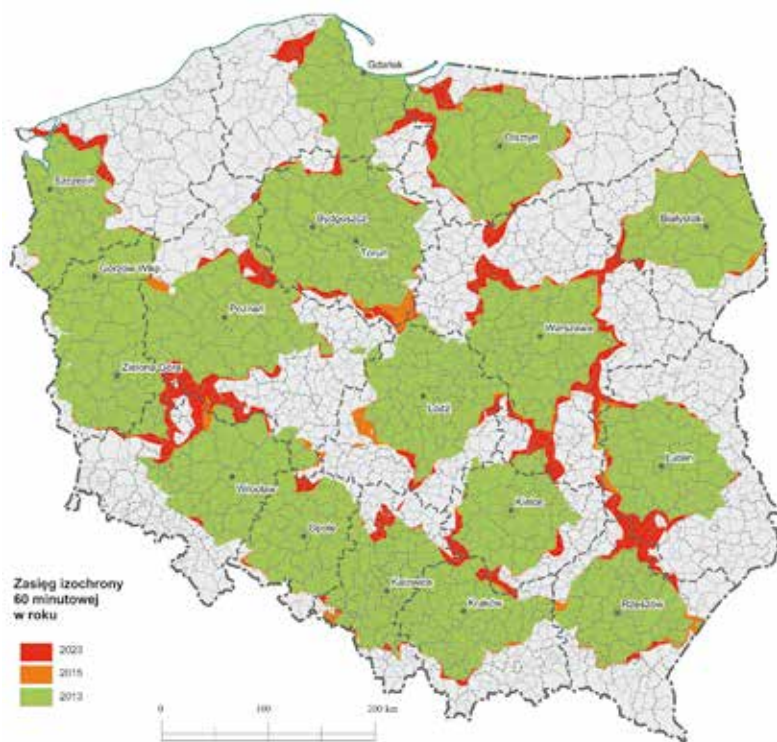 Gdańsk
Olsztyn
Szczecin
Bydgoszcz
Białystok
Toruń
Gorzów Wlkp
Poznań
Warszawa
Zielona Góra
Łódź
Lublin
Wrocław
Kielce
Opole
Katowice
Kraków
Rzeszów
Zasięg izochrony
60 minutowej
w roku
2023
2015
2013
0 100 200 km